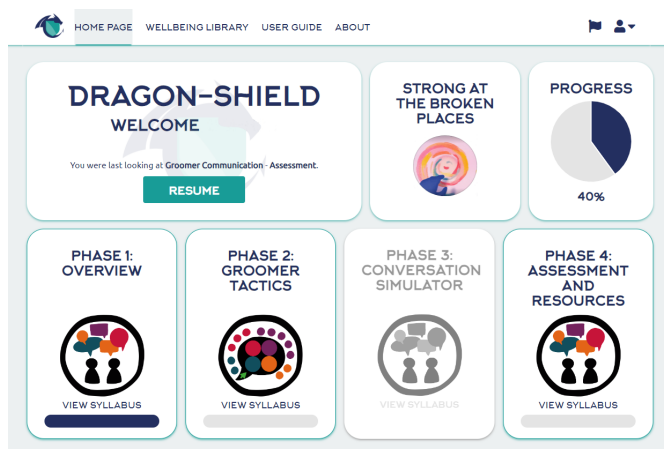 HOME PAGE WELLBEING LIBRARY USER GUIDE ABOUT
DRAGON-SHIELD
WELCOME
You were last looking at Groomer Communication - Assessment.
RESUME
STRONG AT
THE BROKEN
PLACES
PROGRESS
40%
PHASE 1:
OVERVIEW
VIEW SYLLABUS
PHASE 2:
GROOMER
TACTICS
VIEW SYLLABUS
PHASE 3:
CONVERSATION
SIMULATOR
VIEW SYLLABUS
PHASE 4:
ASSESSMENT
AND
RESOURCES
VIEW SYLLABUS